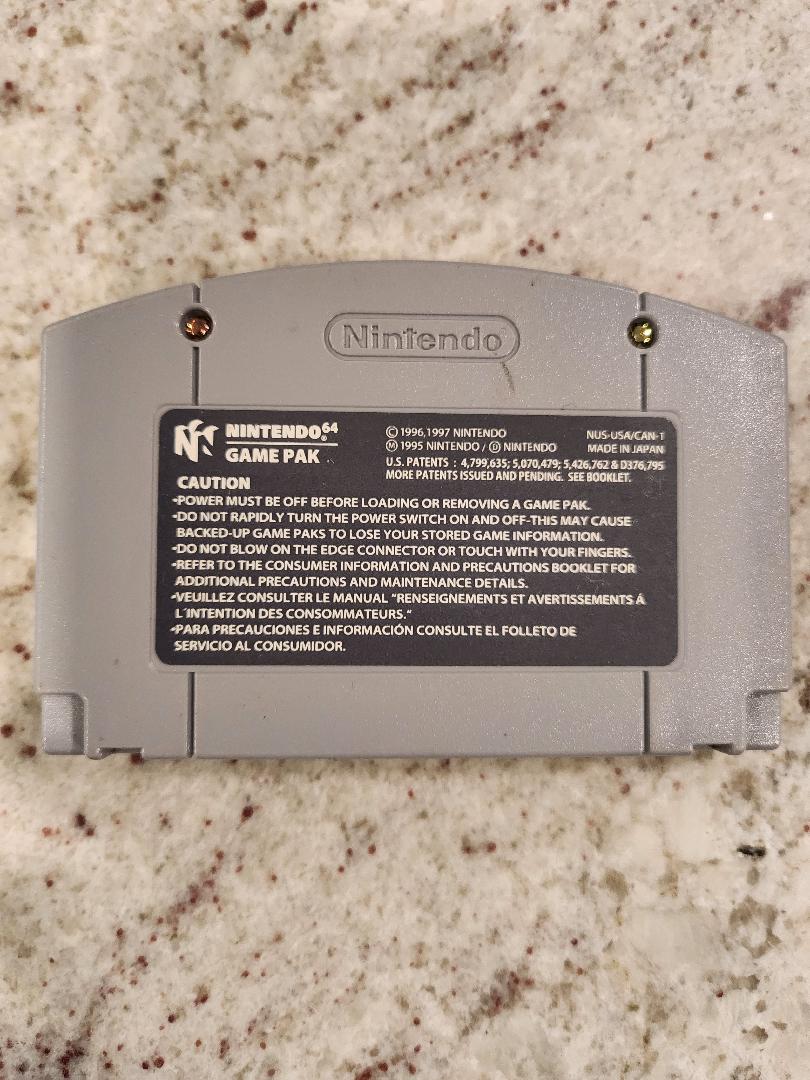 Nintendo
NINTENDO⁶⁴
GAME PAK
© 1996,1997 NINTENDO
Ⓜ 1995 NINTENDO / Ⓓ NINTENDO
NUS-USA/CAN-1
MADE IN JAPAN
U.S. PATENTS : 4,799,635; 5,070,479; 5,426,762 & D376,795
MORE PATENTS ISSUED AND PENDING. SEE BOOKLET.
CAUTION
•POWER MUST BE OFF BEFORE LOADING OR REMOVING A GAME PAK.
•DO NOT RAPIDLY TURN THE POWER SWITCH ON AND OFF-THIS MAY CAUSE
BACKED-UP GAME PAKS TO LOSE YOUR STORED GAME INFORMATION.
•DO NOT BLOW ON THE EDGE CONNECTOR OR TOUCH WITH YOUR FINGERS.
•REFER TO THE CONSUMER INFORMATION AND PRECAUTIONS BOOKLET FOR
ADDITIONAL PRECAUTIONS AND MAINTENANCE DETAILS.
•VEUILLEZ CONSULTER LE MANUAL "RENSEIGNEMENTS ET AVERTISSEMENTS Á
L'INTENTION DES CONSOMMATEURS."
•PARA PRECAUCIONES E INFORMACIÓN CONSULTE EL FOLLETO DE
SERVICIO AL CONSUMIDOR.